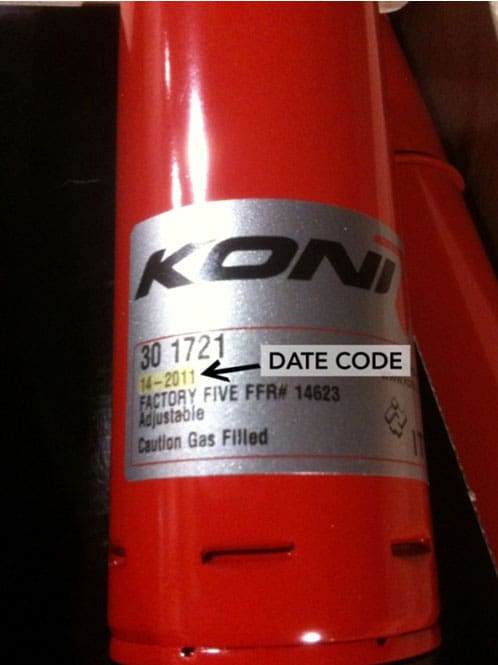 KONI
30 1721
14-2011
DATE CODE
FACTORY FIVE FFR# 14623
Adjustable
Caution Gas Filled